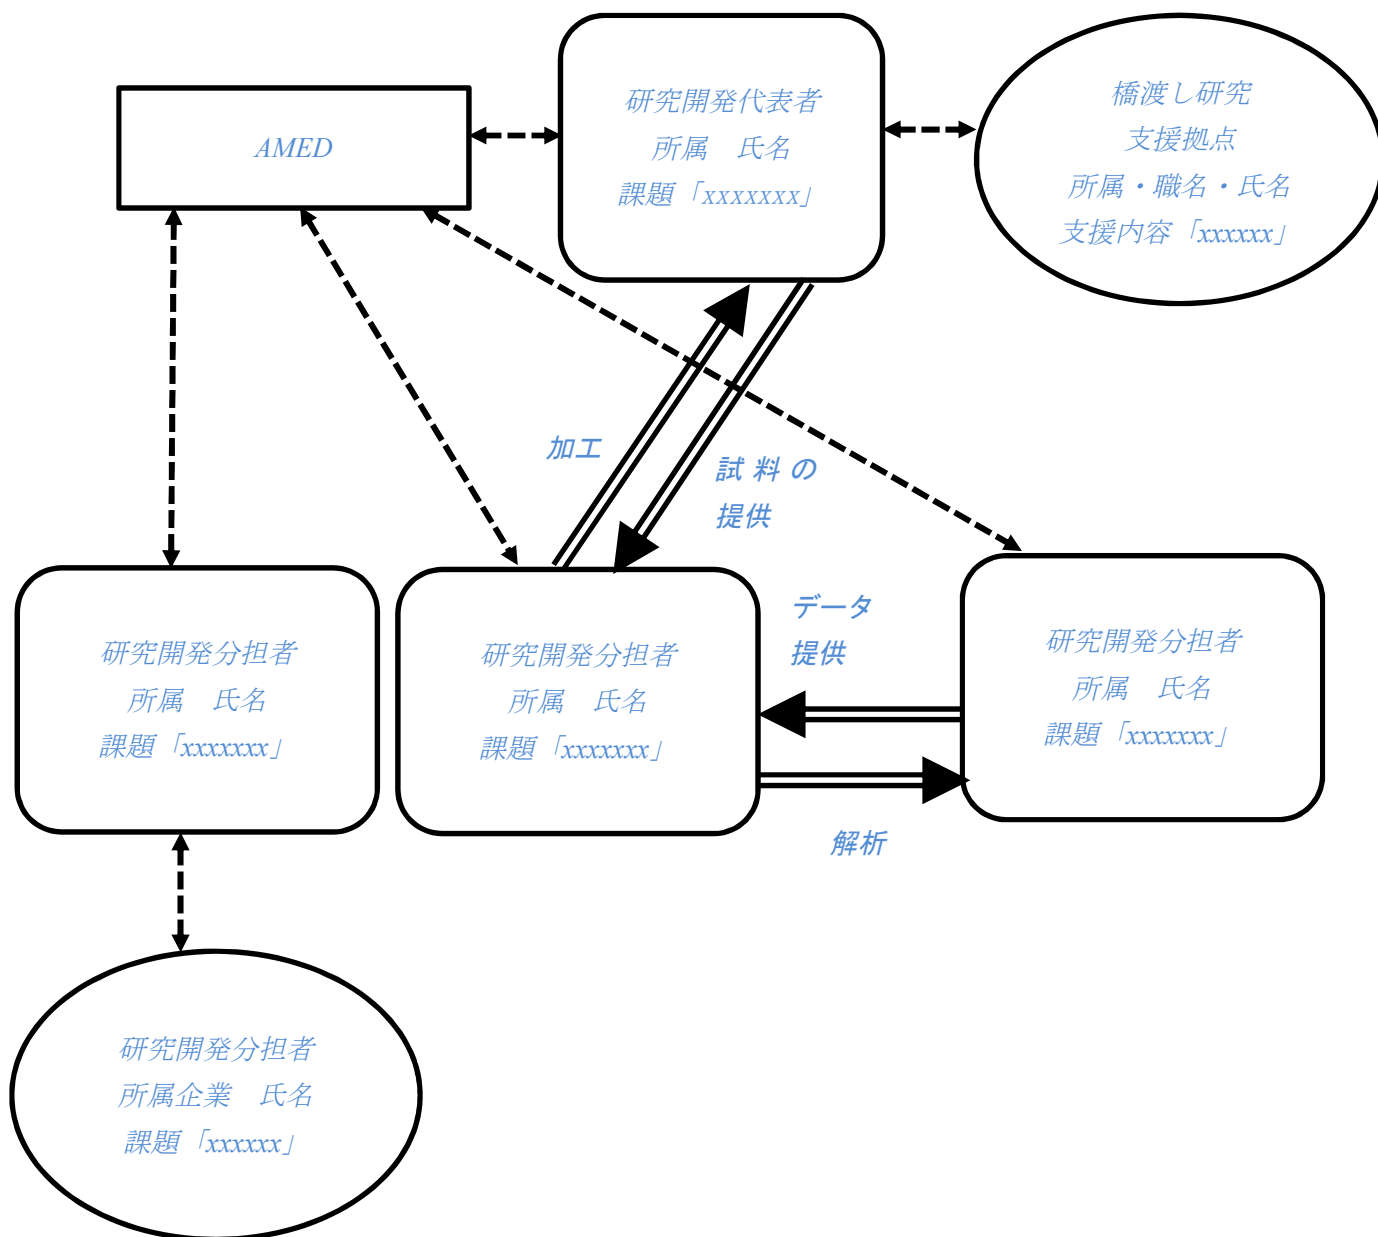 AMED
研究開発代表者
所属　氏名
課題「xxxxxxx」
橋渡し研究
支援拠点
所属・職名・氏名
支援内容「xxxxxx」
加工
試料の
提供
データ
提供
解析
研究開発分担者
所属　氏名
課題「xxxxxxx」
研究開発分担者
所属　氏名
課題「xxxxxxx」
研究開発分担者
所属　氏名
課題「xxxxxxx」
研究開発分担者
所属企業　氏名
課題「xxxxxx」